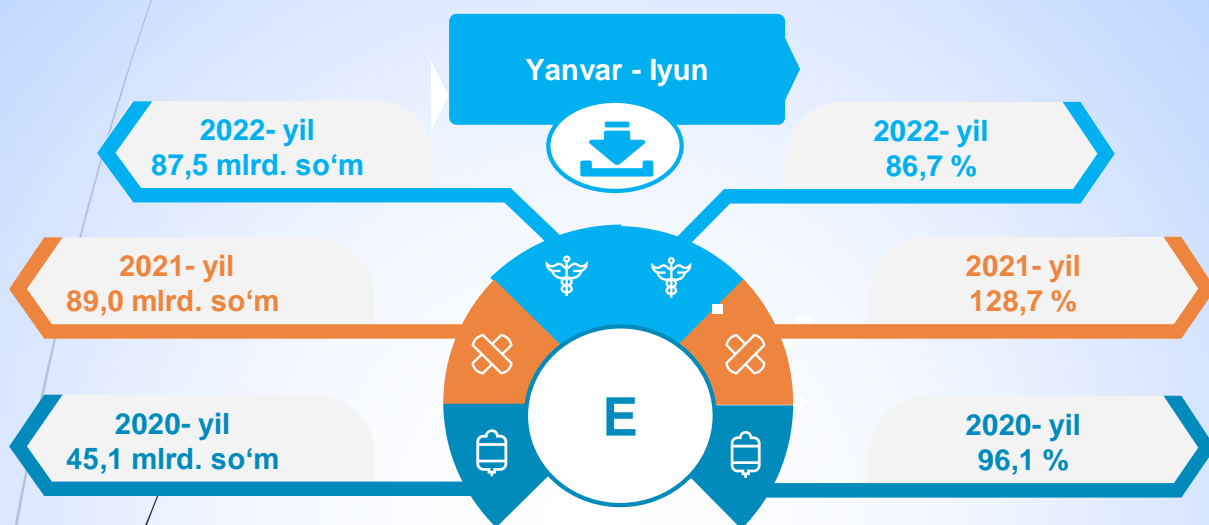 Yanvar - Iyun
2022- yil
87,5 mlrd. so‘m
2022- yil
86,7 %
2021- yil
89,0 mlrd. so‘m
2021- yil
128,7 %
E
2020- yil
45,1 mlrd. so‘m
2020- yil
96,1 %